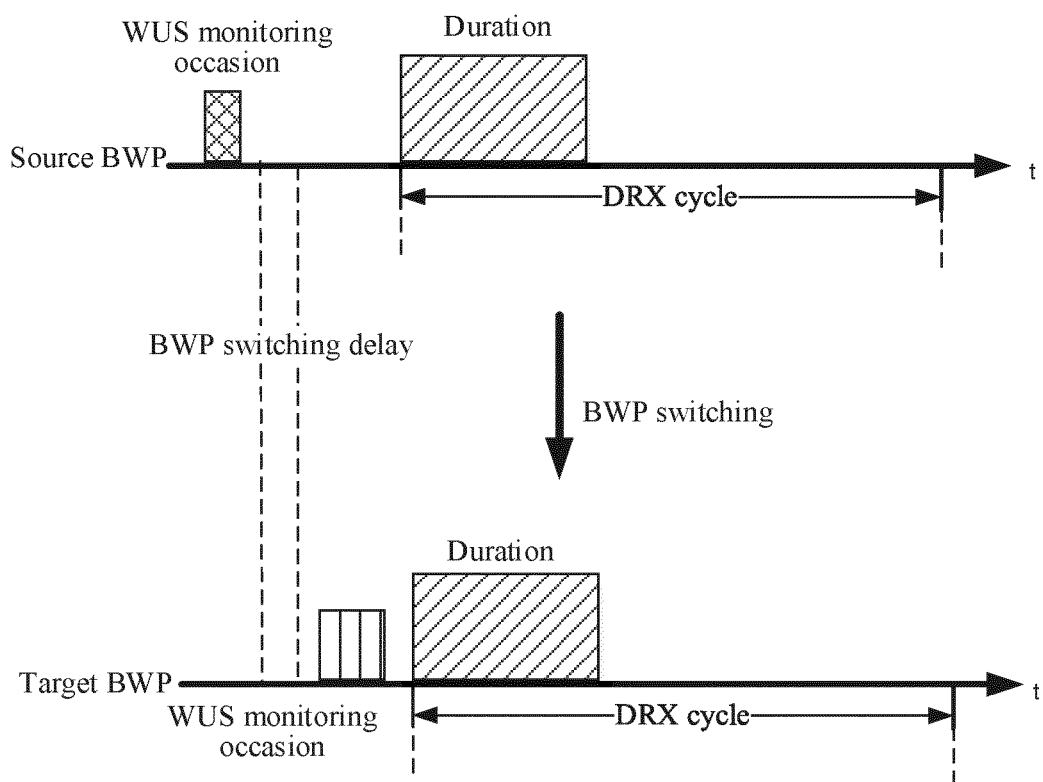 WUS monitoring
occasion
Duration
Source BWP
t
DRX cycle
BWP switching delay
BWP switching
Duration
Target BWP
t
WUS monitoring
occasion
DRX cycle